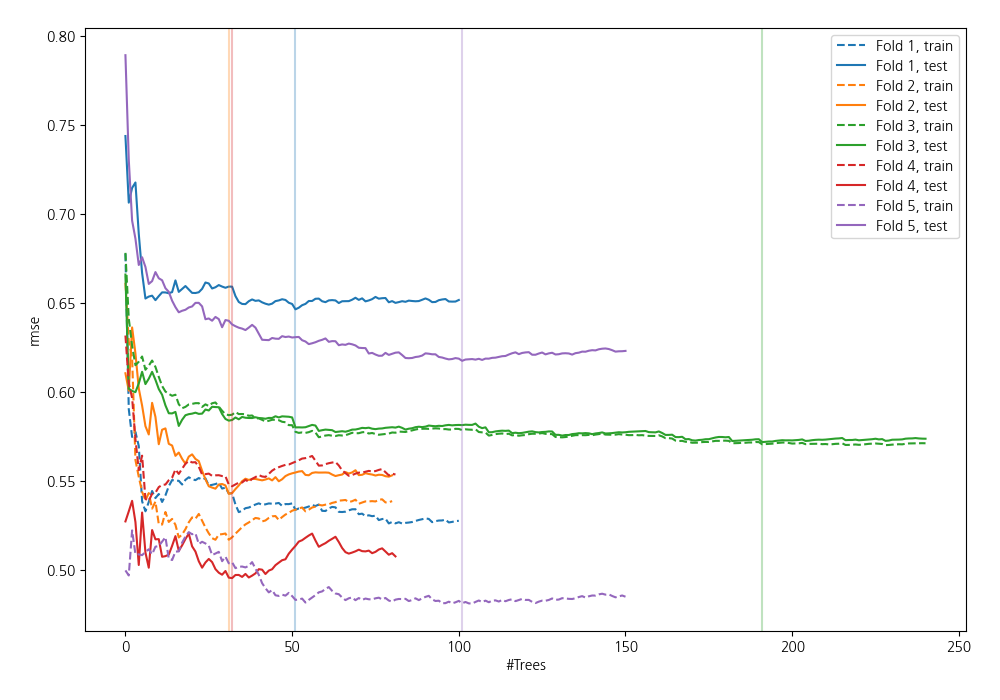 0.80
0.75
0.70
0.65
0.60
0.55
0.50
rmse
0
50
100
150
200
250
#Trees
Fold 1, train
Fold 1, test
Fold 2, train
Fold 2, test
Fold 3, train
Fold 3, test
Fold 4, train
Fold 4, test
Fold 5, train
Fold 5, test